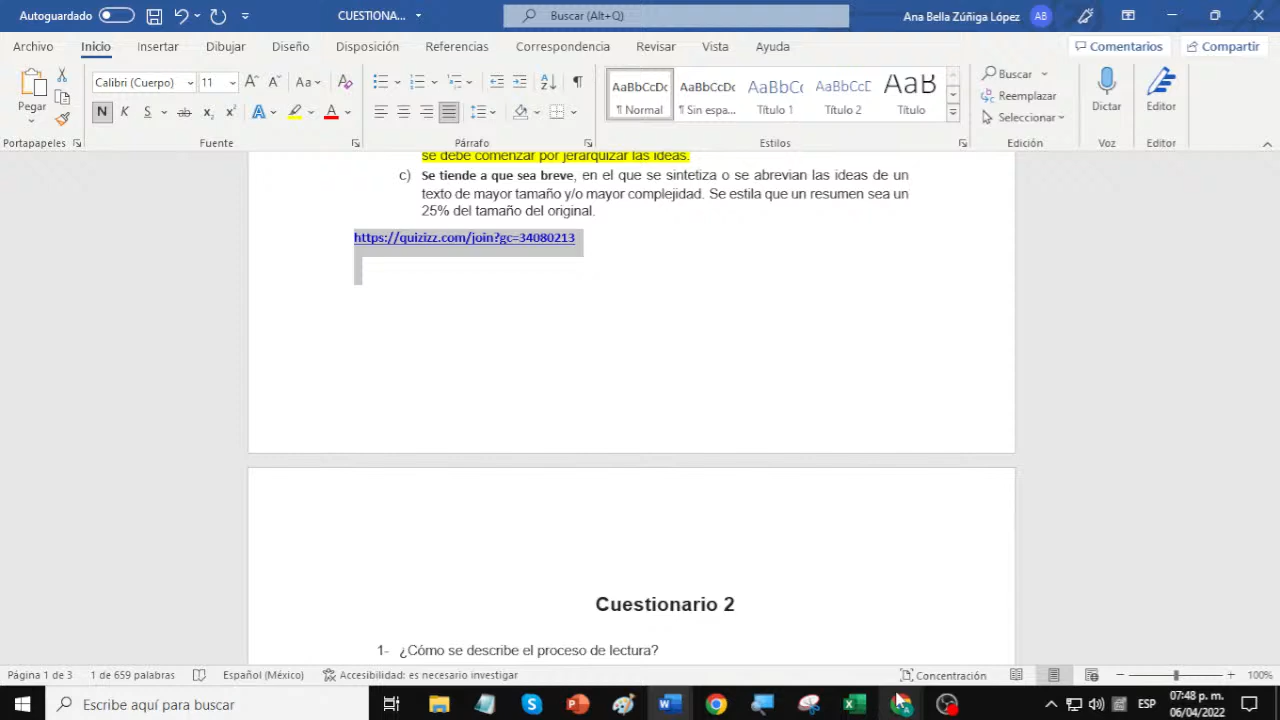 Autoguardado
CUESTIONA...
Buscar (Alt+Q)
Ana Bella Zúñiga López
AB
Archivo Inicio Insertar Dibujar Diseño Disposición Referencias Correspondencia Revisar Vista Ayuda
Comentarios
Compartir
Pegar
Calibri (Cuerpo) 11
Aa
N K S ab x₂ x²
AaBbCcDc AaBbCcDc AaBbCc AaBbCcD AaB
¶ Normal ¶ Sin espa... Título 1 Título 2 Título
Buscar
Reemplazar
Seleccionar
Dictar
Editor
Portapapeles Fuente Párrafo Estilos Edición Voz Editor
se debe comenzar por jerarquizar las ideas.
c) Se tiende a que sea breve, en el que se sintetiza o se abrevian las ideas de un
texto de mayor tamaño y/o mayor complejidad. Se estila que un resumen sea un
25% del tamaño del original.
https://quizizz.com/join?gc=34080213
Cuestionario 2
1- ¿Cómo se describe el proceso de lectura?
Página 1 de 3 1 de 659 palabras Español (México) Accesibilidad: es necesario investigar Concentración 100%
Escribe aquí para buscar
ESP
07:48 p. m.
06/04/2022